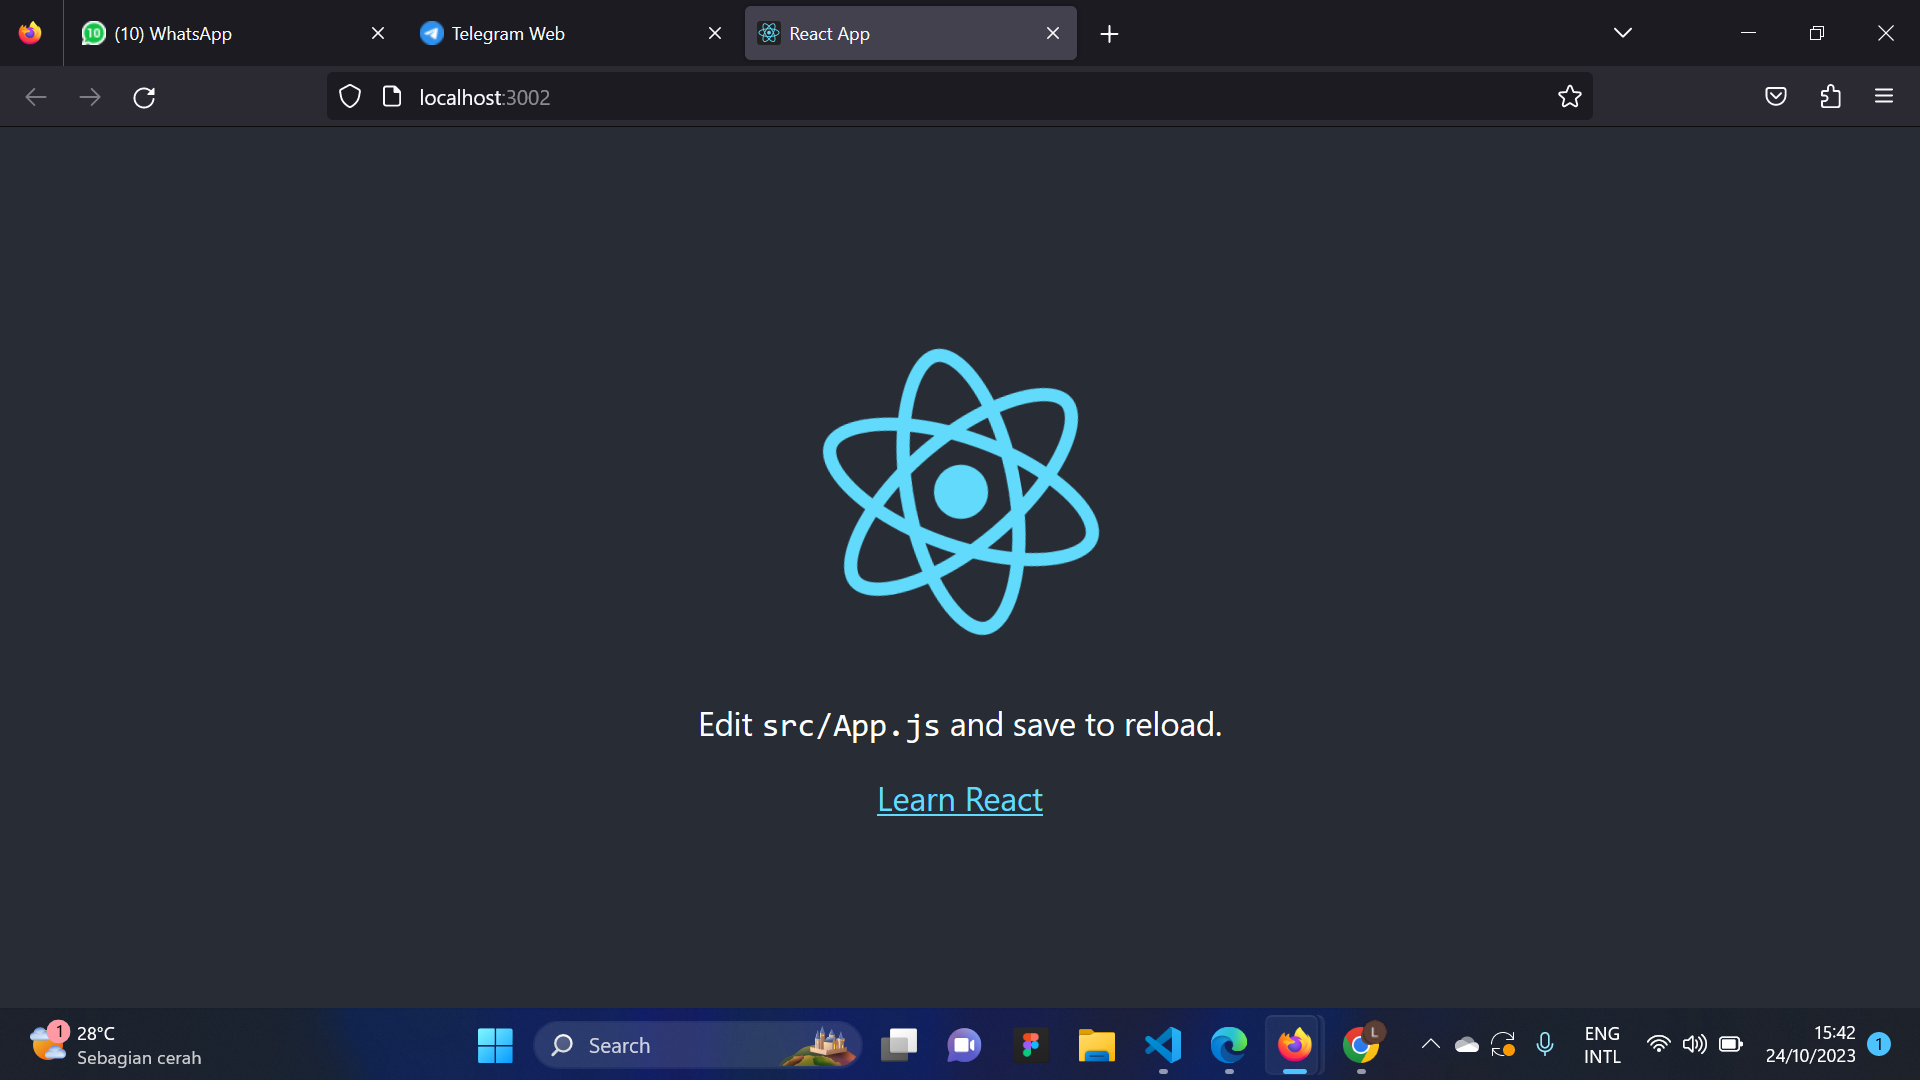 (10) WhatsApp
Telegram Web
React App
localhost:3002
Edit src/App.js and save to reload.
Learn React
1
28°C
Sebagian cerah
Search
L
ENG
INTL
15:42
24/10/2023
1